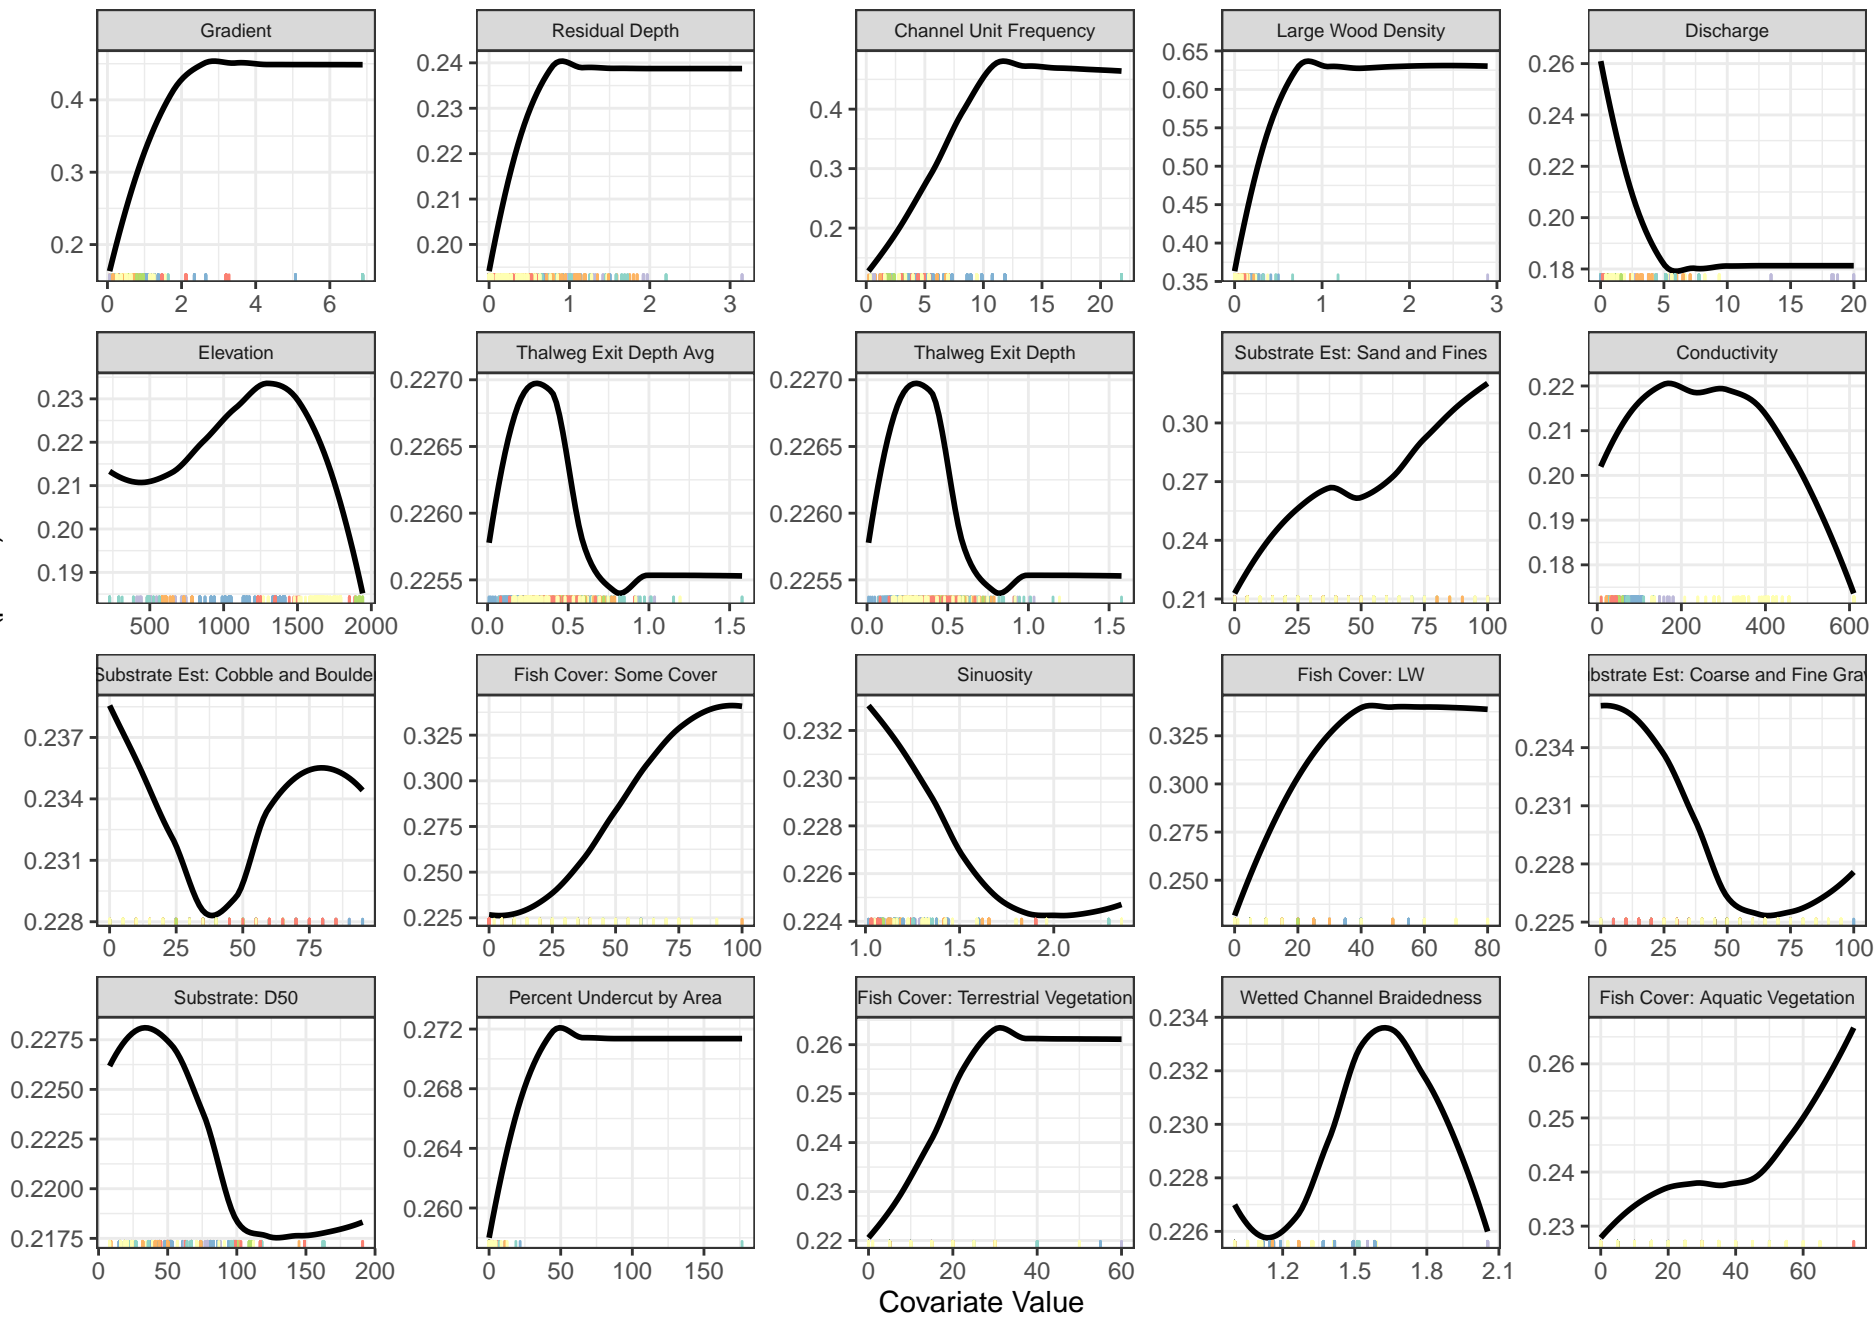 Gradient Residual Depth Channel Unit Frequency Large Wood Density Discharge
0.2 0.3 0.4
0 2 4 6
0.20 0.21 0.22 0.23 0.24
0 1 2 3
0.2 0.3 0.4
0 5 10 15 20
0.35 0.40 0.45 0.50 0.55 0.60 0.65
0 1 2 3
0.18 0.20 0.22 0.24 0.26
0 5 10 15 20
Elevation Thalweg Exit Depth Avg Thalweg Exit Depth Substrate Est: Sand and Fines Conductivity
0.19 0.20 0.21 0.22 0.23
500 1000 1500 2000
0.2255 0.2260 0.2265 0.2270
0.0 0.5 1.0 1.5
0.2255 0.2260 0.2265 0.2270
0.0 0.5 1.0 1.5
0.21 0.24 0.27 0.30
0 25 50 75 100
0.18 0.19 0.20 0.21 0.22
0 200 400 600
Substrate Est: Cobble and Boulde Fish Cover: Some Cover Sinuosity Fish Cover: LW bstrate Est: Coarse and Fine Gra
0.228 0.231 0.234 0.237
0 25 50 75
0.225 0.250 0.275 0.300 0.325
0 25 50 75 100
0.224 0.226 0.228 0.230 0.232
1.0 1.5 2.0
0.250 0.275 0.300 0.325
0 20 40 60 80
0.225 0.228 0.231 0.234
0 25 50 75 100
Substrate: D50 Percent Undercut by Area Fish Cover: Terrestrial Vegetation Wetted Channel Braidedness Fish Cover: Aquatic Vegetation
0.2175 0.2200 0.2225 0.2250 0.2275
0 50 100 150 200
0.260 0.264 0.268 0.272
0 50 100 150
0.22 0.23 0.24 0.25 0.26
0 20 40 60
0.226 0.228 0.230 0.232 0.234
1.2 1.5 1.8 2.1
0.23 0.24 0.25 0.26
0 20 40 60
Covariate Value